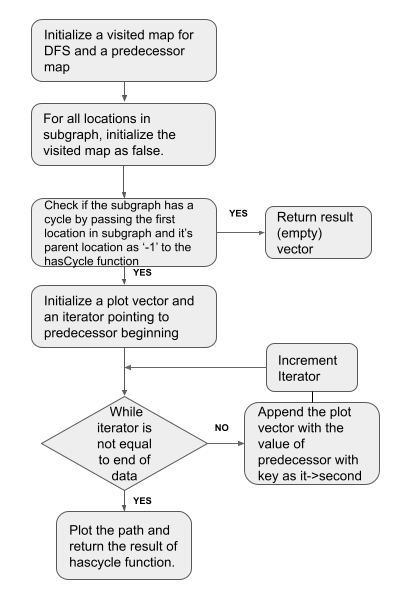 Initialize a visited map for
DFS and a predecessor
map
For all locations in
subgraph, initialize the
visited map as false.
Check if the subgraph has a
cycle by passing the first
location in subgraph and it's
parent location as ‘-1’ to the
hasCycle function
YES
Return result
(empty)
vector
YES
Initialize a plot vector and
an iterator pointing to
predecessor beginning
Increment
Iterator
While
iterator is
not equal
to end of
data
NO
Append the plot
vector with the
value of
predecessor with
key as it->second
YES
Plot the path and
return the result of
hascycle function.